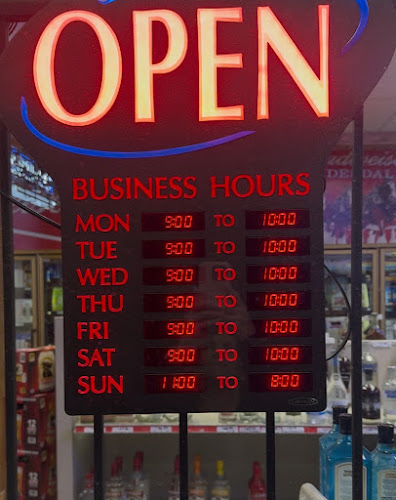 OPEN
BUSINESS HOURS
MON 9:00 TO 10:00
TUE 9:00 TO 10:00
WED 9:00 TO 10:00
THU 9:00 TO 10:00
FRI 9:00 TO 10:00
SAT 9:00 TO 10:00
SUN 11:00 TO 8:00
Budweiser
DESDAL